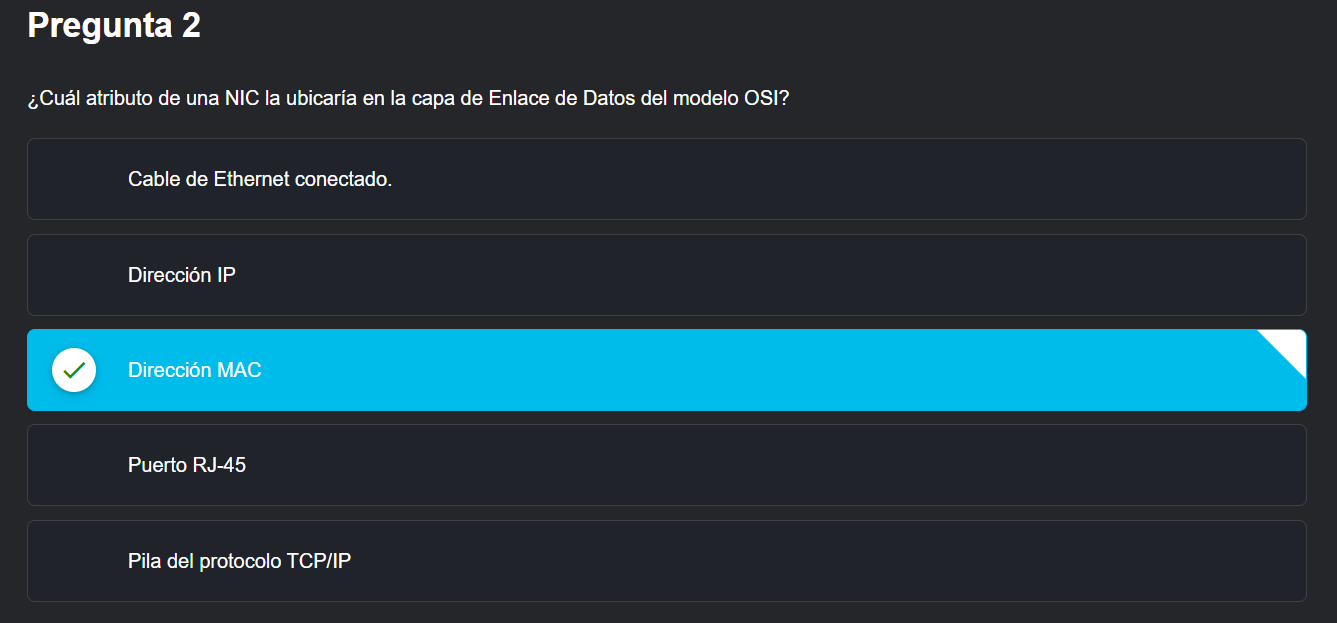 Pregunta 2
¿Cuál atributo de una NIC la ubicaría en la capa de Enlace de Datos del modelo OSI?
Cable de Ethernet conectado.
Dirección IP
Dirección MAC
Puerto RJ-45
Pila del protocolo TCP/IP